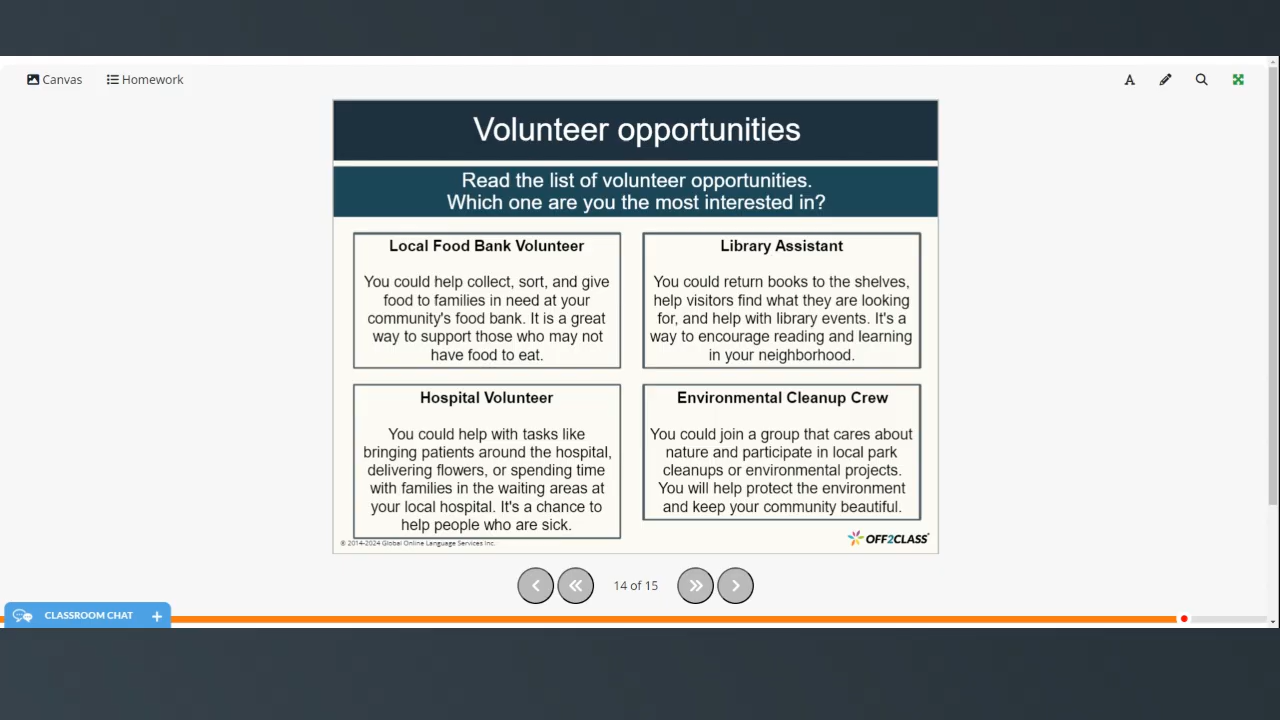 Canvas
Homework
A
Volunteer opportunities
Read the list of volunteer opportunities.
Which one are you the most interested in?
Local Food Bank Volunteer
You could help collect, sort, and give
food to families in need at your
community's food bank. It is a great
way to support those who may not
have food to eat.
Library Assistant
You could return books to the shelves,
help visitors find what they are looking
for, and help with library events. It's a
way to encourage reading and learning
in your neighborhood.
Hospital Volunteer
You could help with tasks like
bringing patients around the hospital,
delivering flowers, or spending time
with families in the waiting areas at
your local hospital. It's a chance to
help people who are sick.
Environmental Cleanup Crew
You could join a group that cares about
nature and participate in local park
cleanups or environmental projects.
You will help protect the environment
and keep your community beautiful.
© 2014-2024 Global Online Language Services Inc.
OFF2CLASS
14 of 15
CLASSROOM CHAT +